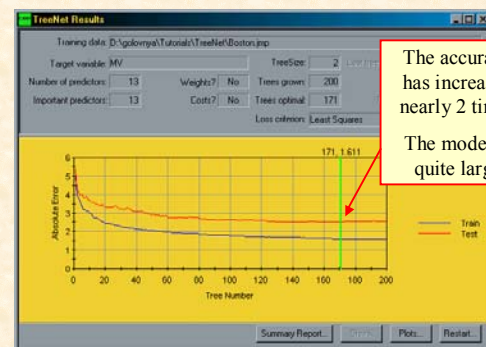 TreeNet Results
Training data: D:\golovnya\Tutorials\TreeNet\Boston.jmp
Target variable: MV
TreeSize: 2
Number of predictors: 13
Weights? No
Trees grown: 200
Important predictors: 13
Costs? No
Trees optimal: 171
Loss criterion: Least Squares
The accura
has increa
nearly 2 tin
The mode
quite larg
171, 1.611
Absolute Error
6
5
4
3
2
1
0
0 20 40 60 80 100 120 140 160 180 200
Tree Number
Train
Test
Summary Report...
Plots...
Restart...